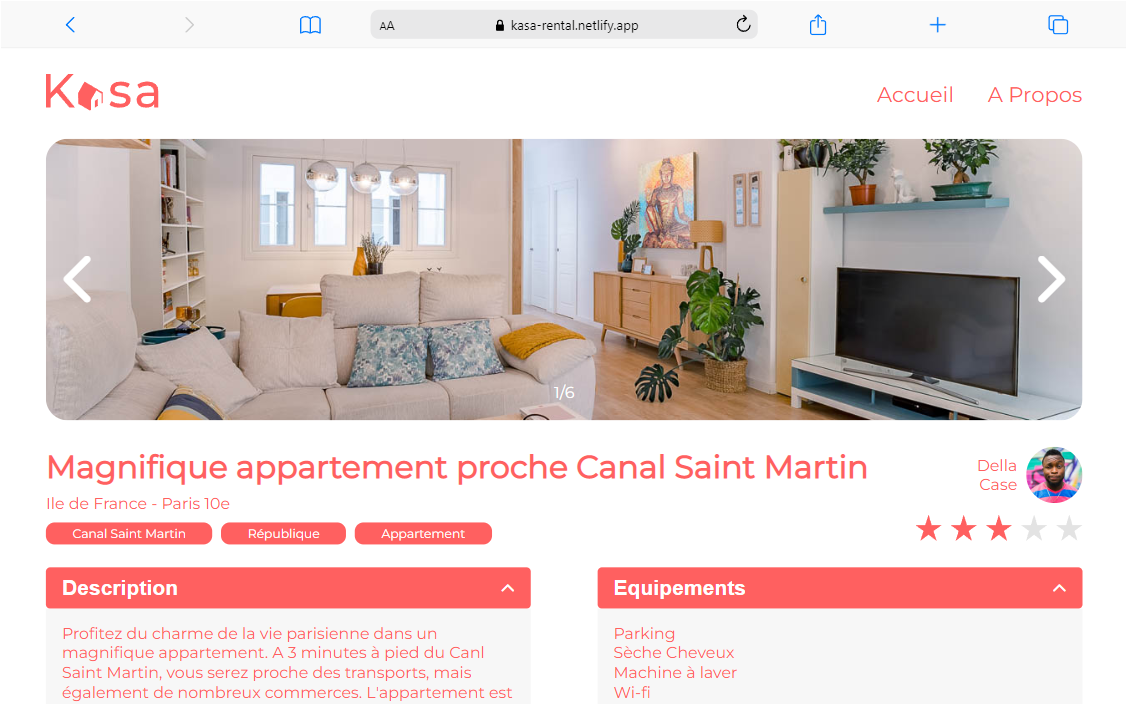 AA kasa-rental.netlify.app
Kasa
Accueil A Propos
1/6
Magnifique appartement proche Canal Saint Martin
Della
Case
Ile de France - Paris 10e
Canal Saint Martin République Appartement
Description
Profitez du charme de la vie parisienne dans un
magnifique appartement. A 3 minutes à pied du Canl
Saint Martin, vous serez proche des transports, mais
également de nombreux commerces. L'appartement est
Equipements
Parking
Sèche Cheveux
Machine à laver
Wi-fi